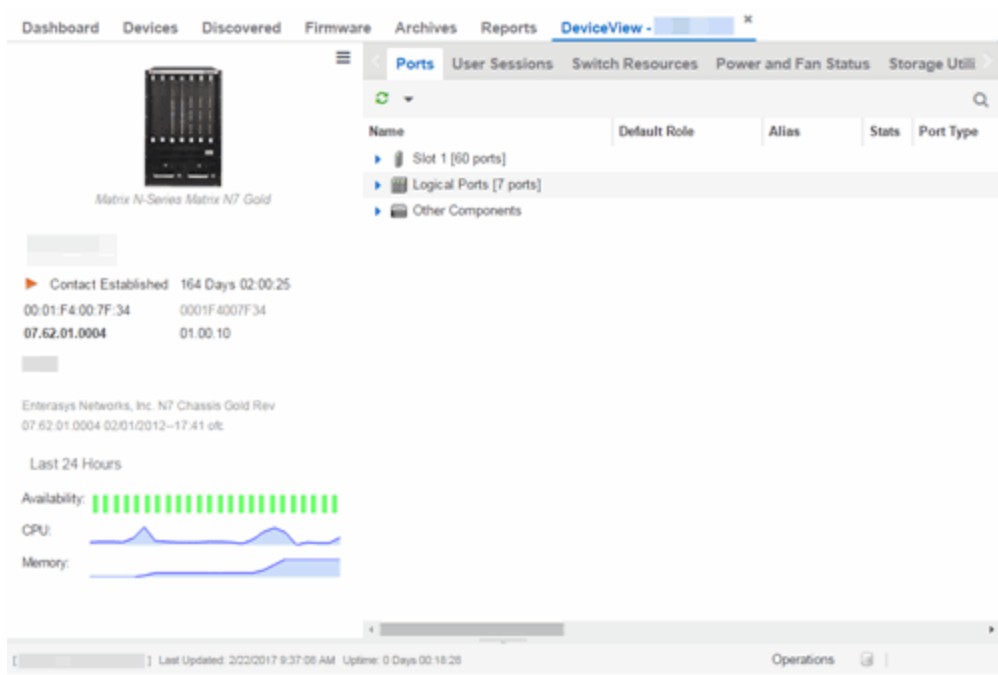 Dashboard Devices Discovered Firmware Archives Reports DeviceView - ×
Ports User Sessions Switch Resources Power and Fan Status Storage Utili
Name Default Role Alias Stats Port Type
Slot 1 [60 ports]
Logical Ports [7 ports]
Other Components
Matrix N-Series Matrix N7 Gold
Contact Established 164 Days 02:00:25
00:01:F4:00:7F:34 0001F4007F34
07.62.01.0004 01.00.10
Enterasys Networks, Inc. N7 Chassis Gold Rev
07.62.01.0004 02/01/2012--17:41 ofc
Last 24 Hours
Availability:
CPU:
Memory:
[ ] Last Updated: 2/22/2017 9:37:08 AM Uptime: 0 Days 00:18:28
Operations